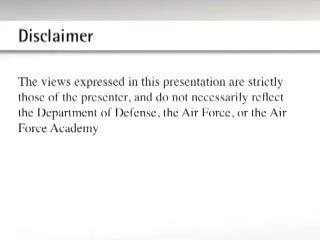 Disclaimer
The views expressed in this presentation are strictly
those of the presenter, and do not necessarily reflect
the Department of Defense, the Air Force, or the Air
Force Academy